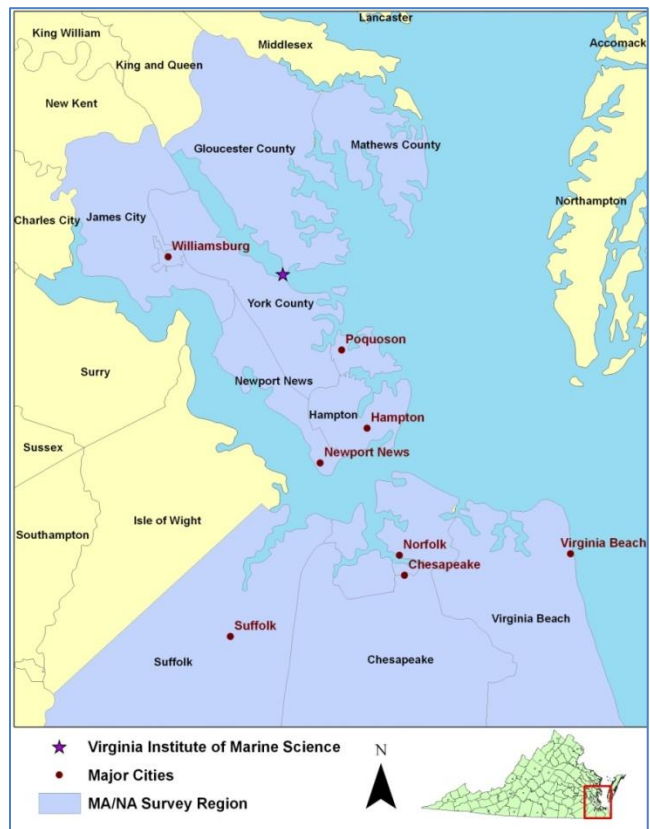 Lancaster
King William
Middlesex
Accomack
King and Queen
New Kent
Gloucester County
Mathews County
Northampton
James City
Charles City
Williamsburg
York County
Poquoson
Surry
Newport News
Hampton
Hampton
Sussex
Newport News
Isle of Wight
Southampton
Norfolk
Virginia Beach
Chesapeake
Virginia Beach
Suffolk
Suffolk
Chesapeake
Virginia Institute of Marine Science
N
Major Cities
MA/NA Survey Region